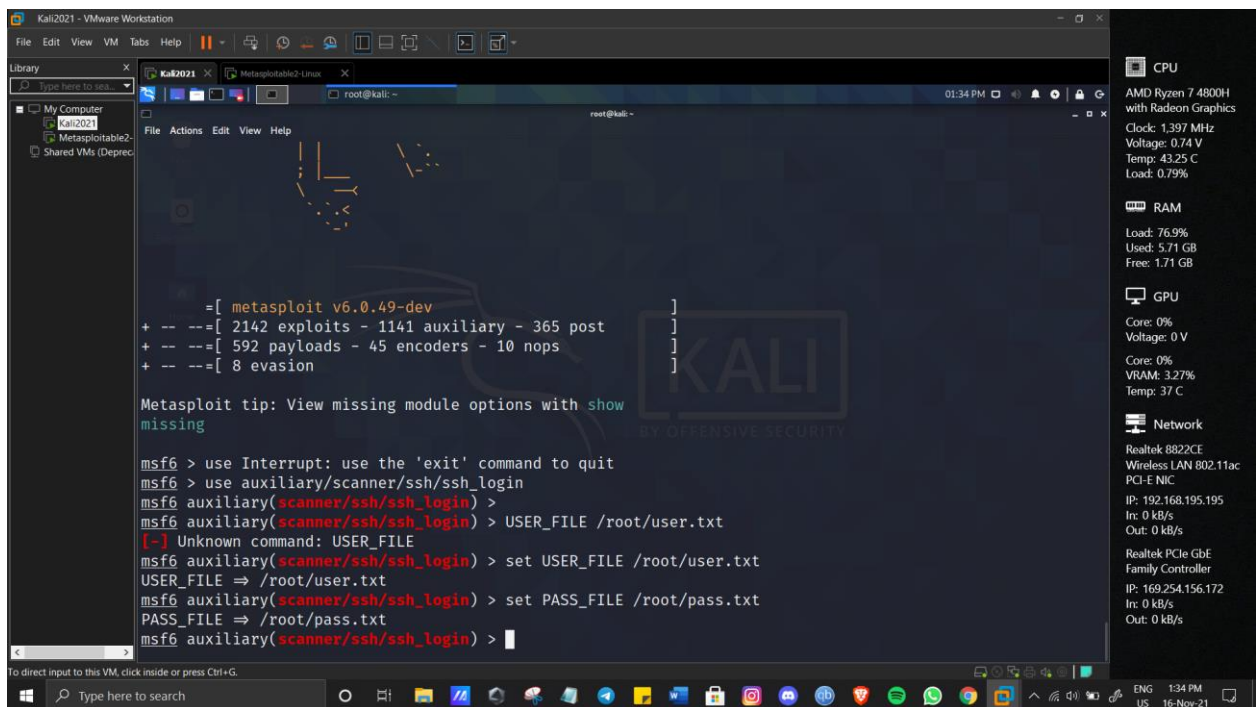 Kali2021 - VMware Workstation
File Edit View VM Tabs Help
Library
Type here to sea...
My Computer
Kali2021
Metasploitable2-
Shared VMs (Deprec
Kali2021
Metasploitable2-Linux
root@kali: ~
01:34 PM
root@kali: ~
File Actions Edit View Help
=[ metasploit v6.0.49-dev ]
+ -- --=[ 2142 exploits - 1141 auxiliary - 365 post ]
+ -- --=[ 592 payloads - 45 encoders - 10 nops ]
+ -- --=[ 8 evasion ]
Metasploit tip: View missing module options with show
missing
KALI
BY OFFENSIVE SECURITY
msf6 > use Interrupt: use the 'exit' command to quit
msf6 > use auxiliary/scanner/ssh/ssh_login
msf6 auxiliary(scanner/ssh/ssh_login) >
msf6 auxiliary(scanner/ssh/ssh_login) > USER_FILE /root/user.txt
[-] Unknown command: USER_FILE
msf6 auxiliary(scanner/ssh/ssh_login) > set USER_FILE /root/user.txt
USER_FILE ⇒ /root/user.txt
msf6 auxiliary(scanner/ssh/ssh_login) > set PASS_FILE /root/pass.txt
PASS_FILE ⇒ /root/pass.txt
msf6 auxiliary(scanner/ssh/ssh_login) >
To direct input to this VM, click inside or press Ctrl+G.
Type here to search
ENG
US
1:34 PM
16-Nov-21
CPU
AMD Ryzen 7 4800H
with Radeon Graphics
Clock: 1,397 MHz
Voltage: 0.74 V
Temp: 43.25 C
Load: 0.79%
RAM
Load: 76.9%
Used: 5.71 GB
Free: 1.71 GB
GPU
Core: 0%
Voltage: 0 V
Core: 0%
VRAM: 3.27%
Temp: 37 C
Network
Realtek 8822CE
Wireless LAN 802.11ac
PCI-E NIC
IP: 192.168.195.195
In: 0 kB/s
Out: 0 kB/s
Realtek PCIe GbE
Family Controller
IP: 169.254.156.172
In: 0 kB/s
Out: 0 kB/s